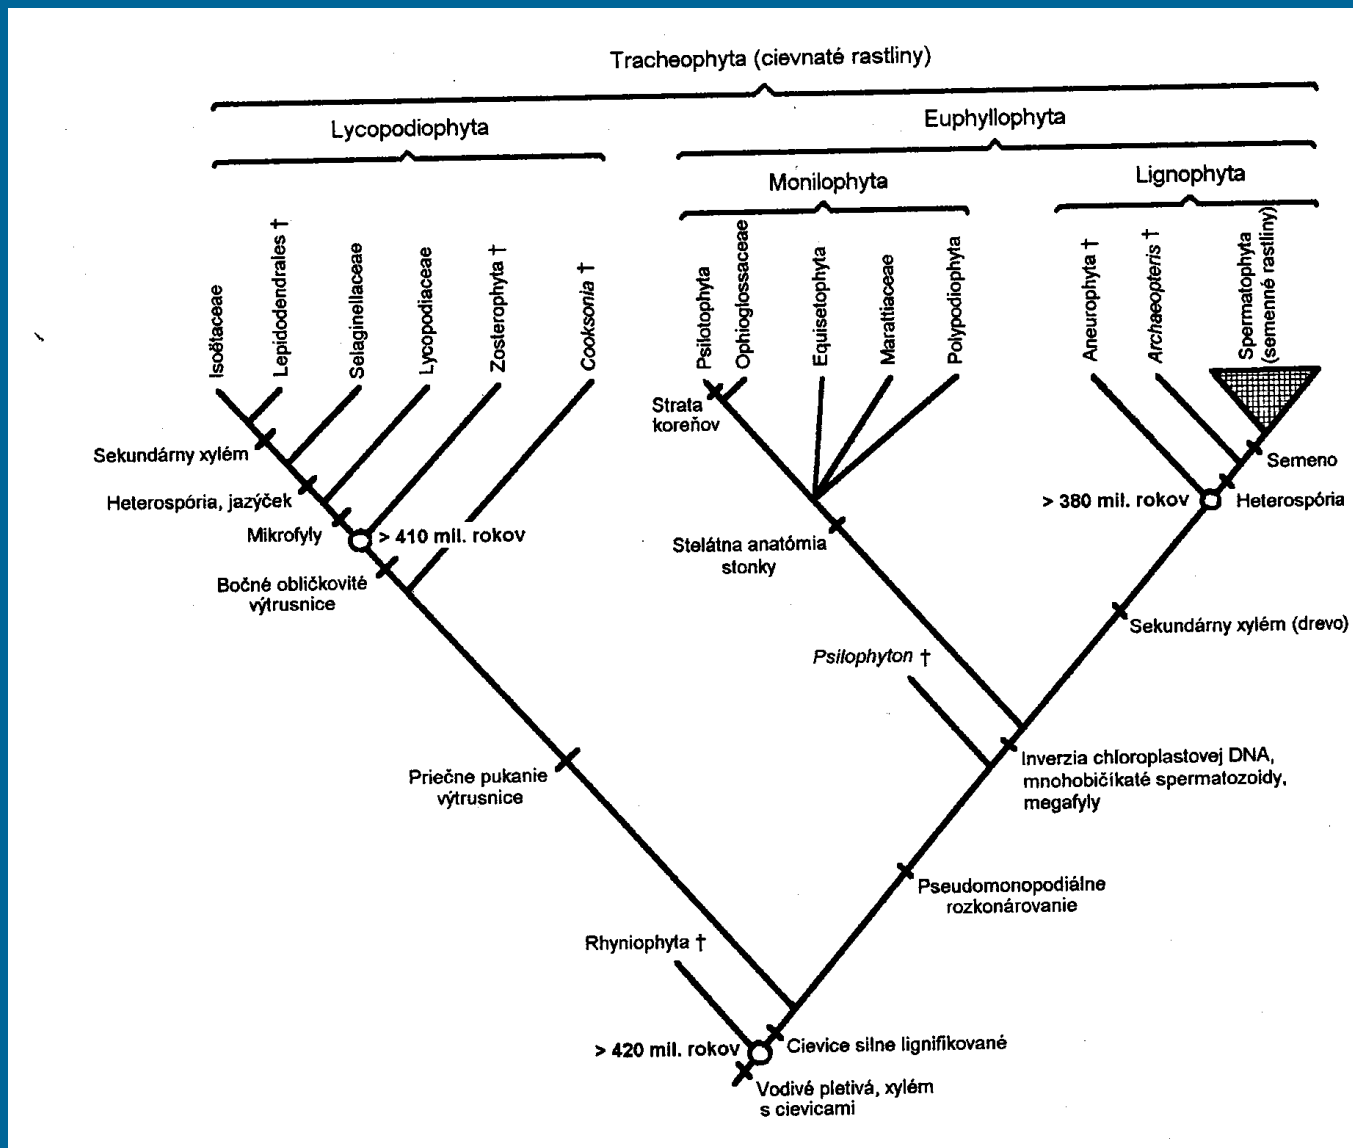 Tracheophyta (cievnaté rastliny)
Lycopodiophyta
Euphyllophyta
Monilophyta
Lignophyta
Isoëtaceae
Lepidodendrales †
Selaginellaceae
Lycopodiaceae
Zosterophyta †
Cooksonia †
Psilotophyta
Ophioglossaceae
Equisetophyta
Marattiaceae
Polypodiophyta
Aneurophyta †
Archaeopteris †
Spermatophyta
(semenné rastliny)
Strata
koreňov
Sekundárny xylém
Heterospória, jazýček
Mikrofyly
> 410 mil. rokov
Bočné obličkovité
výtrusnice
Stelátna anatómia
stonky
Semeno
> 380 mil. rokov
Heterospória
Sekundárny xylém (drevo)
Psilophyton †
Priečne pukanie
výtrusnice
Inverzia chloroplastovej DNA,
mnohobičíkaté spermatozoidy,
megafyly
Pseudomonopodiálne
rozkonárovanie
Rhyniophyta †
> 420 mil. rokov
Cievice silne lignifikované
Vodivé pletivá, xylém
s cievicami